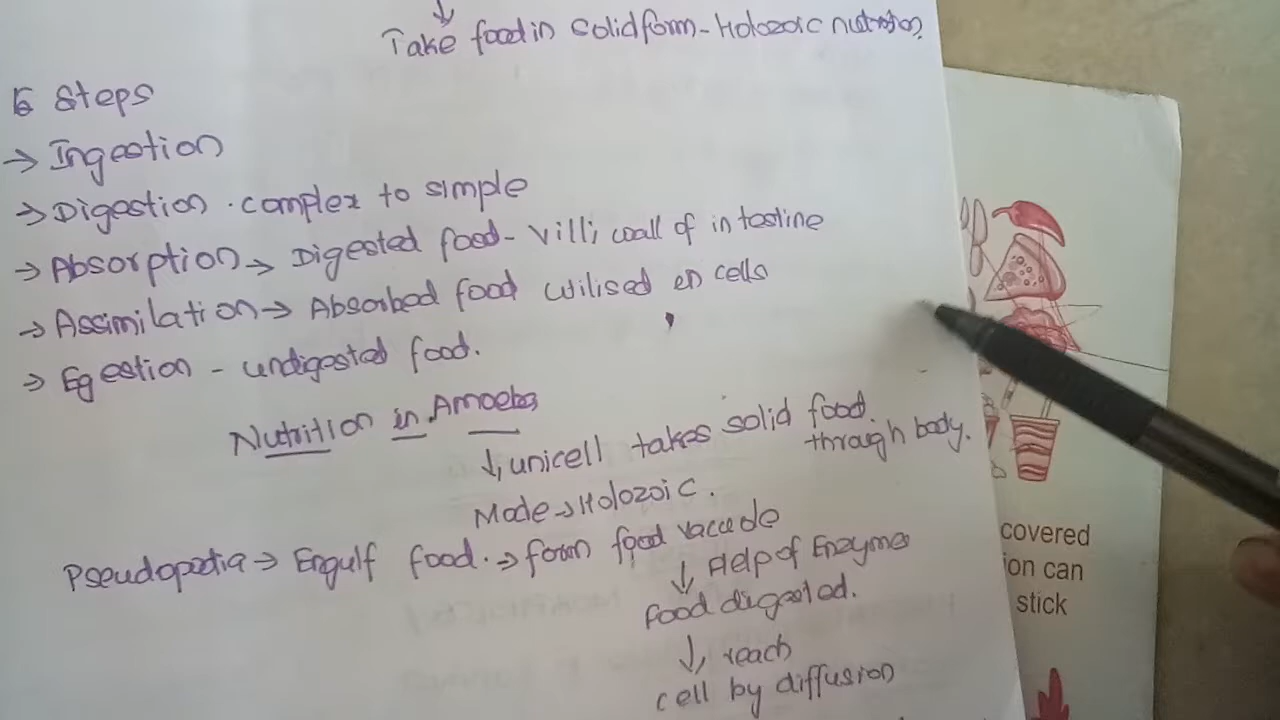 Take food in solid form - Holozoic nutrition
5 Steps
→ Ingestion
→ Digestion . complex to simple
→ Absorption → Digested food - villi, wall of intestine
→ Assimilation → Absorbed food utilised in cells
→ Egestion - undigested food.
Nutrition in Amoeba
↓, unicell takes solid food.
through body.
Mode → Holozoic.
Pseudopodia → Engulf food. → form food vacuole
↓ Help of Enzymes
food digested.
↓, reach
cell by diffusion
covered
ion can
stick